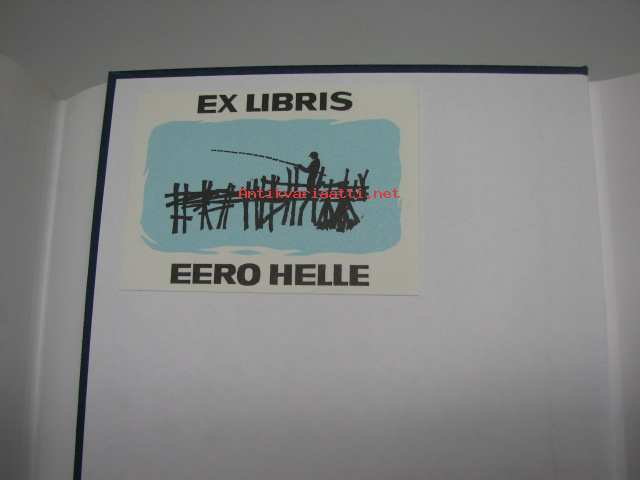 EX LIBRIS
Antikvariaatti.net
EERO HELLE